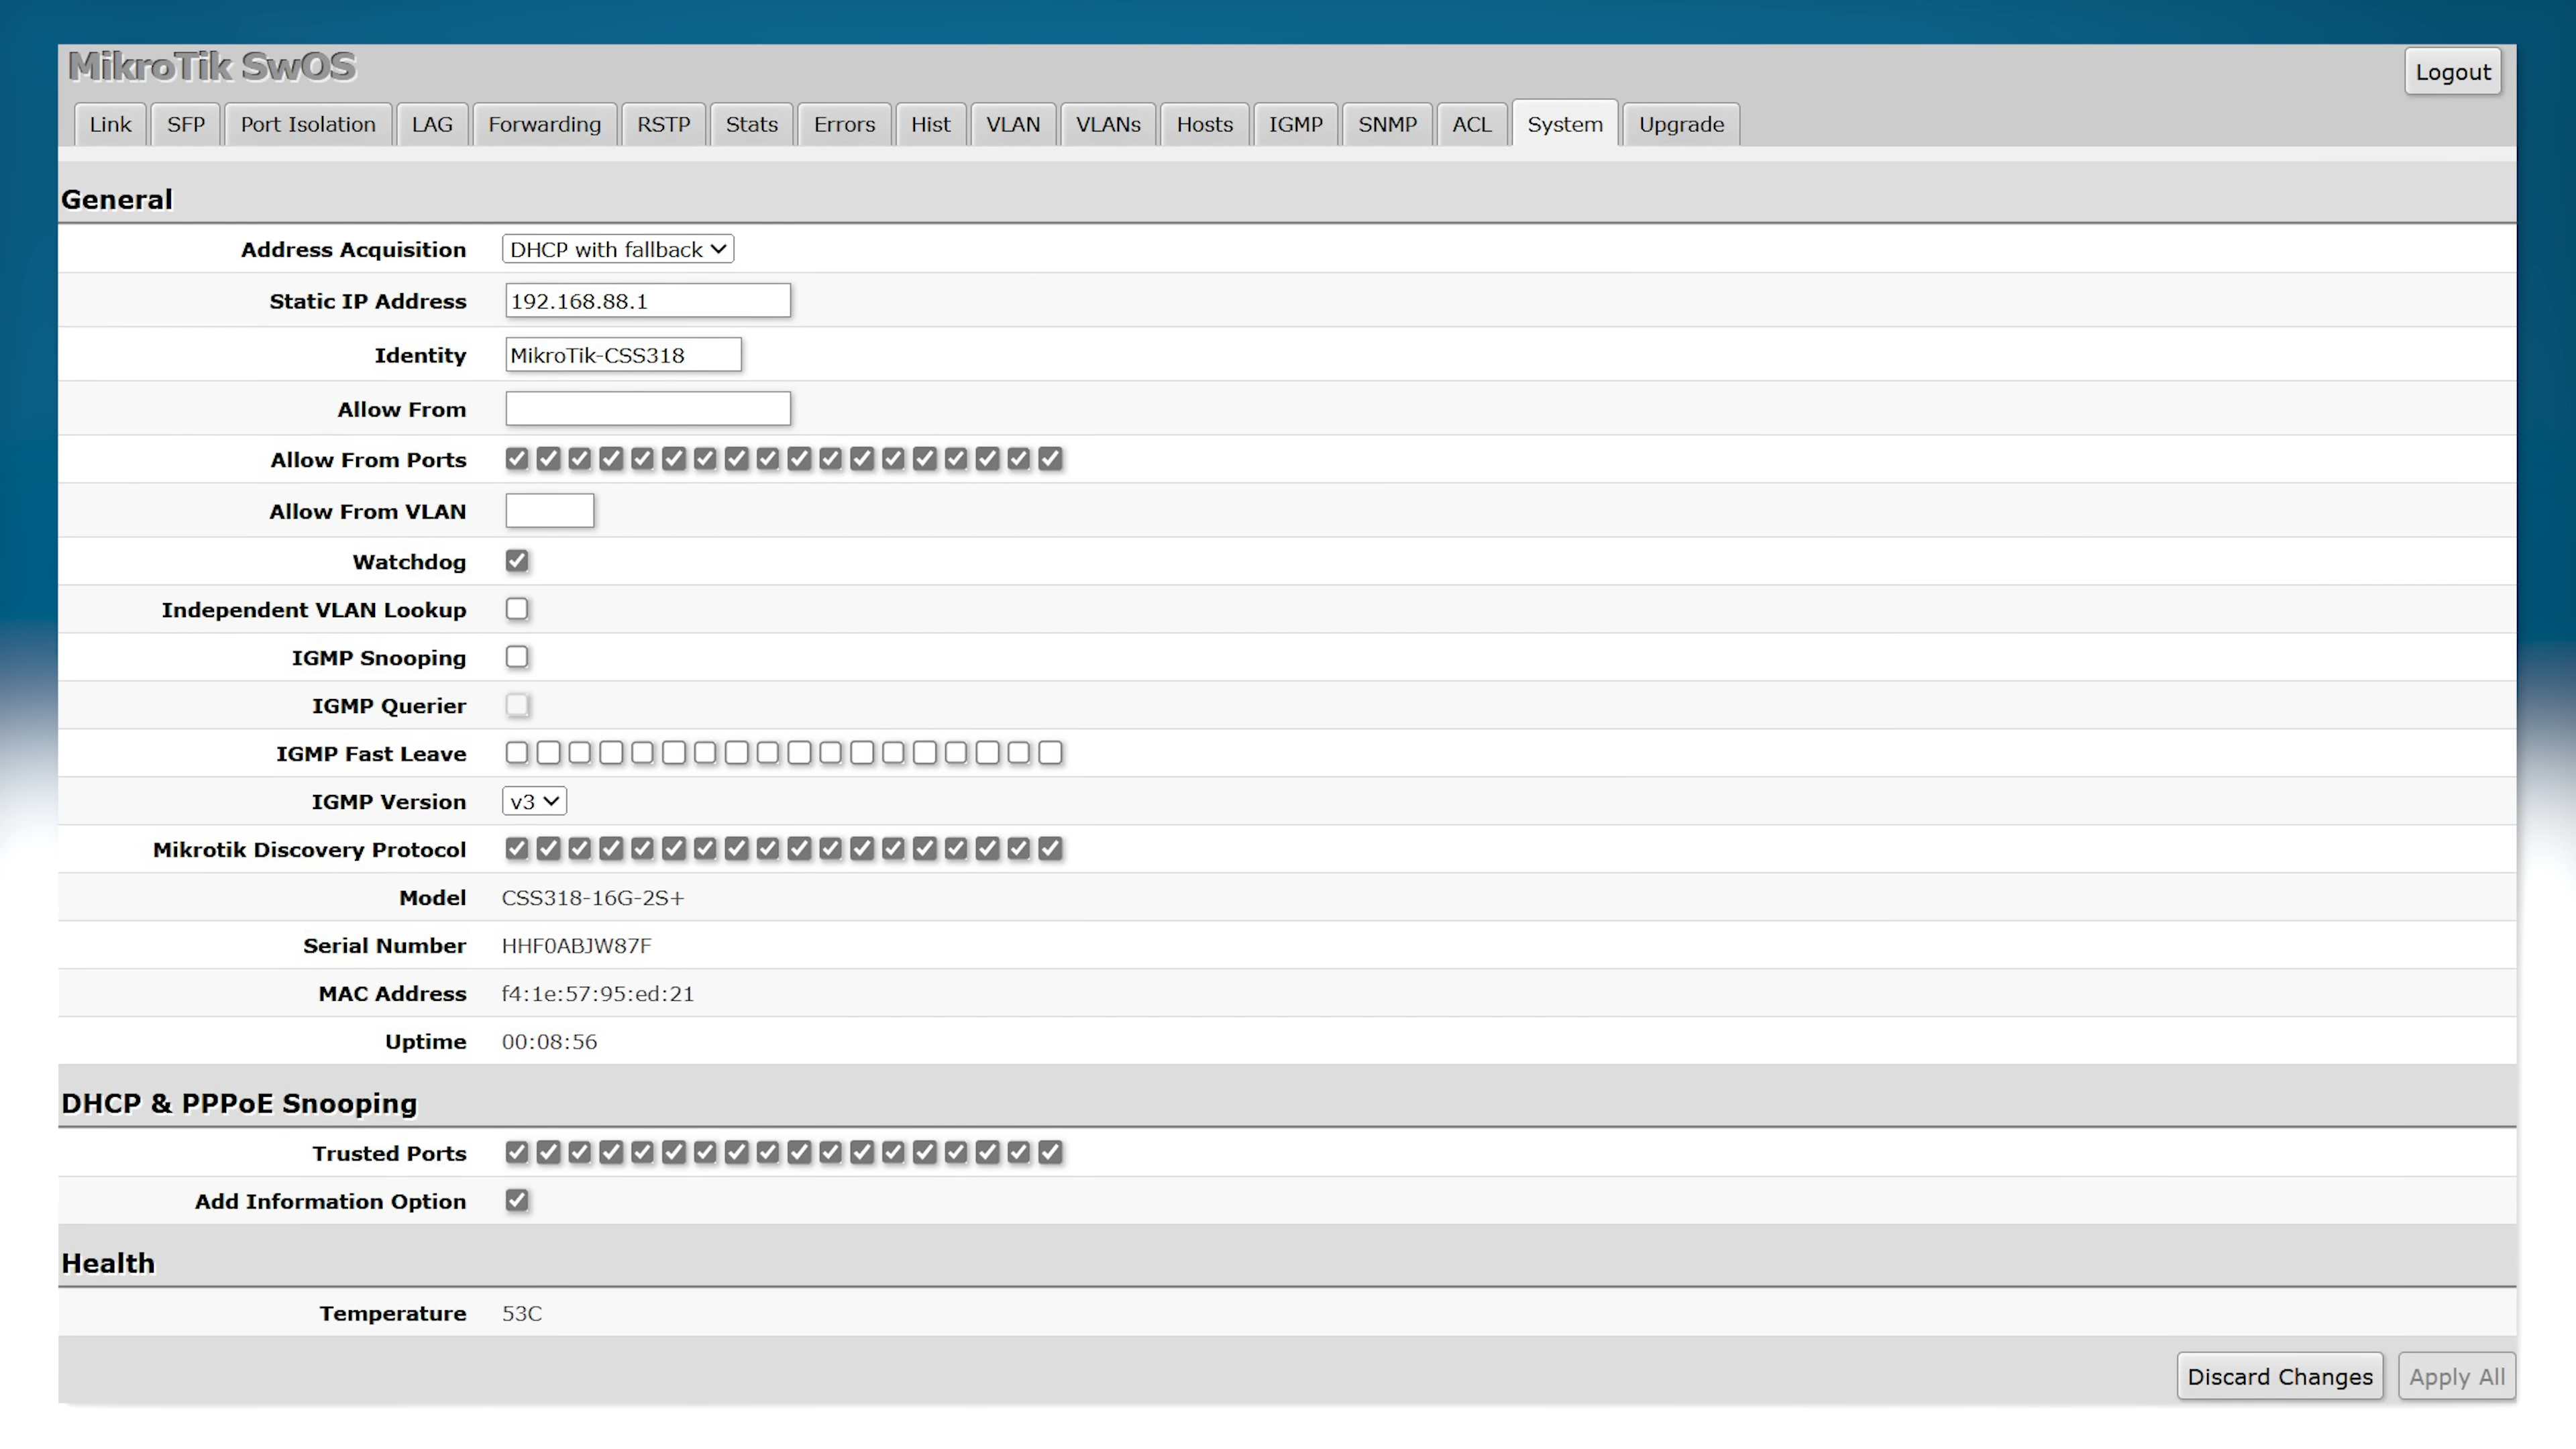 MikroTik SwOS
Logout
Link SFP Port Isolation LAG Forwarding RSTP Stats Errors Hist VLAN VLANs Hosts IGMP SNMP ACL System Upgrade
General
Address Acquisition DHCP with fallback
Static IP Address 192.168.88.1
Identity MikroTik-CSS318
Allow From
Allow From Ports
Allow From VLAN
Watchdog
Independent VLAN Lookup
IGMP Snooping
IGMP Querier
IGMP Fast Leave
IGMP Version v3
Mikrotik Discovery Protocol
Model CSS318-16G-2S+
Serial Number HHF0ABJW87F
MAC Address f4:1e:57:95:ed:21
Uptime 00:08:56
DHCP & PPPoE Snooping
Trusted Ports
Add Information Option
Health
Temperature 53C
Discard Changes Apply All